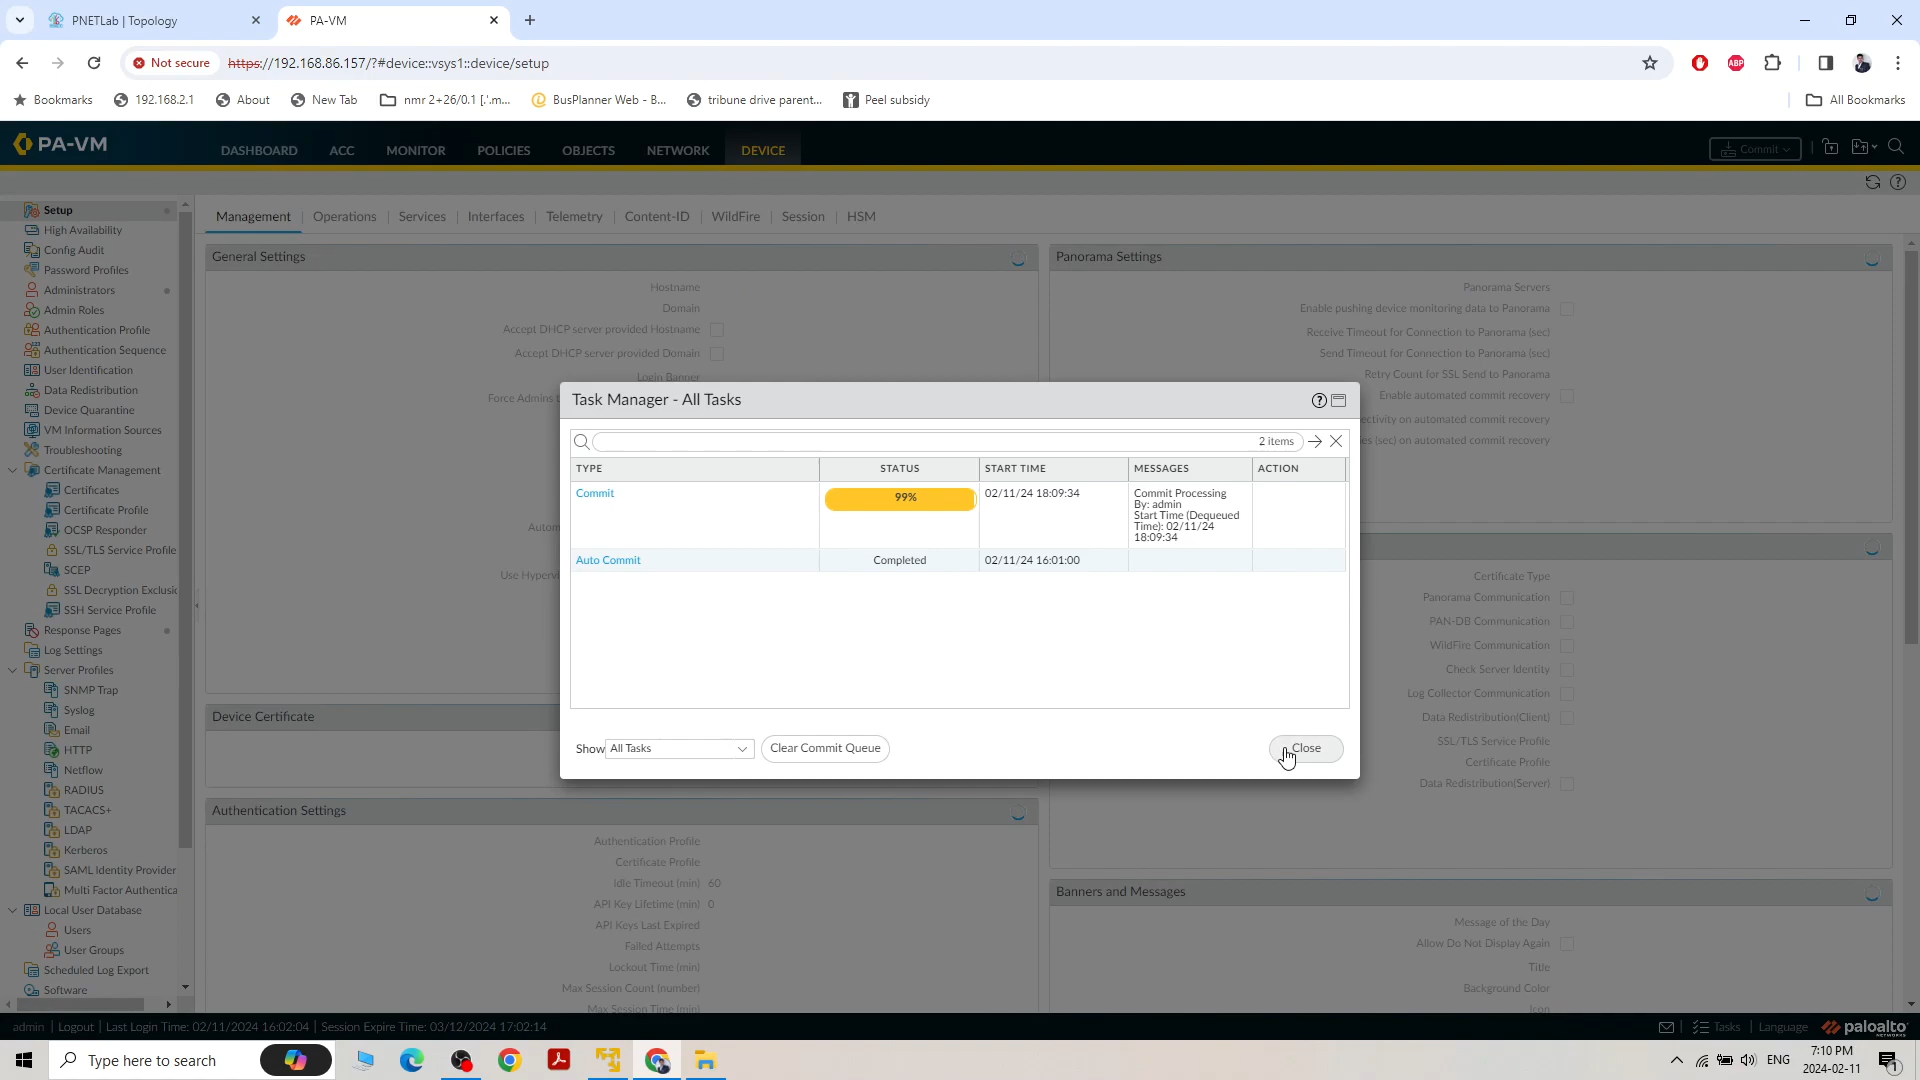 PNETLab | Topology
PA-VM
Not secure
https://192.168.86.157/?#device::vsys1::device/setup
ABP
Bookmarks
192.168.2.1
About
New Tab
nmr 2+26/0.1 [.'.m...
BusPlanner Web - B...
tribune drive parent...
Peel subsidy
All Bookmarks
PA-VM
DASHBOARD
ACC
MONITOR
POLICIES
OBJECTS
NETWORK
DEVICE
Commit
Setup
High Availability
Config Audit
Password Profiles
Administrators
Admin Roles
Authentication Profile
Authentication Sequence
User Identification
Data Redistribution
Device Quarantine
VM Information Sources
Troubleshooting
Certificate Management
Certificates
Certificate Profile
OCSP Responder
SSL/TLS Service Profile
SCEP
SSL Decryption Exclusio
SSH Service Profile
Response Pages
Log Settings
Server Profiles
SNMP Trap
Syslog
Email
HTTP
Netflow
RADIUS
TACACS+
LDAP
Kerberos
SAML Identity Provider
Multi Factor Authentica
Local User Database
Users
User Groups
Scheduled Log Export
Software
Management
Operations
Services
Interfaces
Telemetry
Content-ID
WildFire
Session
HSM
General Settings
Hostname
Domain
Accept DHCP server provided Hostname
Accept DHCP server provided Domain
Login Banner
Force Admins
Autom
Use Hypervi
Device Certificate
Authentication Settings
Authentication Profile
Certificate Profile
Idle Timeout (min) 60
API Key Lifetime (min) 0
API Keys Last Expired
Failed Attempts
Lockout Time (min)
Max Session Count (number)
Max Session Time (min)
Panorama Settings
Panorama Servers
Enable pushing device monitoring data to Panorama
Receive Timeout for Connection to Panorama (sec)
Send Timeout for Connection to Panorama (sec)
Retry Count for SSL Send to Panorama
Enable automated commit recovery
ectivity on automated commit recovery
es (sec) on automated commit recovery
Certificate Type
Panorama Communication
PAN-DB Communication
WildFire Communication
Check Server Identity
Log Collector Communication
Data Redistribution(Client)
SSL/TLS Service Profile
Certificate Profile
Data Redistribution(Server)
Banners and Messages
Message of the Day
Allow Do Not Display Again
Title
Background Color
Icon
Task Manager - All Tasks
2 items
TYPE STATUS START TIME MESSAGES ACTION
Commit 99% 02/11/24 18:09:34 Commit Processing
By: admin
Start Time (Dequeued
Time): 02/11/24
18:09:34
Auto Commit Completed 02/11/24 16:01:00
Show All Tasks Clear Commit Queue Close
admin | Logout | Last Login Time: 02/11/2024 16:02:04 | Session Expire Time: 03/12/2024 17:02:14
Tasks | Language
paloalto
NETWORKS
Type here to search
ENG
7:10 PM
2024-02-11
1